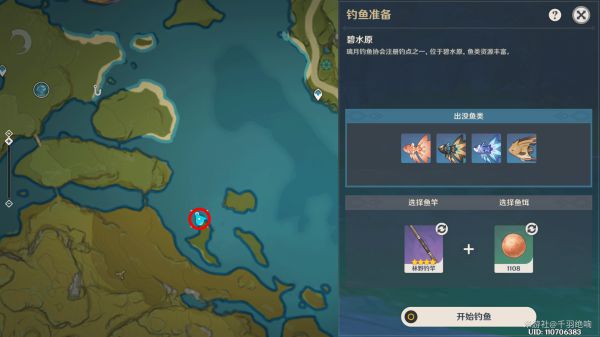 钓鱼准备
?
碧水原
璃月钓鱼协会注册钓点之一，位于碧水原，鱼类资源丰富。
出没鱼类
选择鱼竿
选择鱼饵
林野钓竿
1108
开始钓鱼
米游社@千羽绝响
UID: 110706383